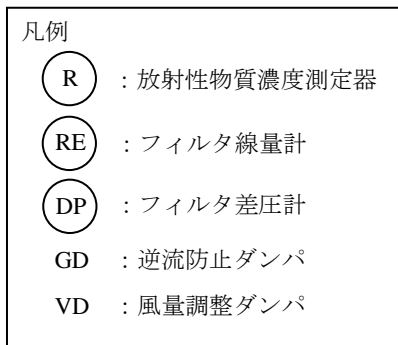 凡例
R ：放射性物質濃度測定器
RE ：フィルタ線量計
DP ：フィルタ差圧計
GD ：逆流防止ダンパ
VD ：風量調整ダンパ